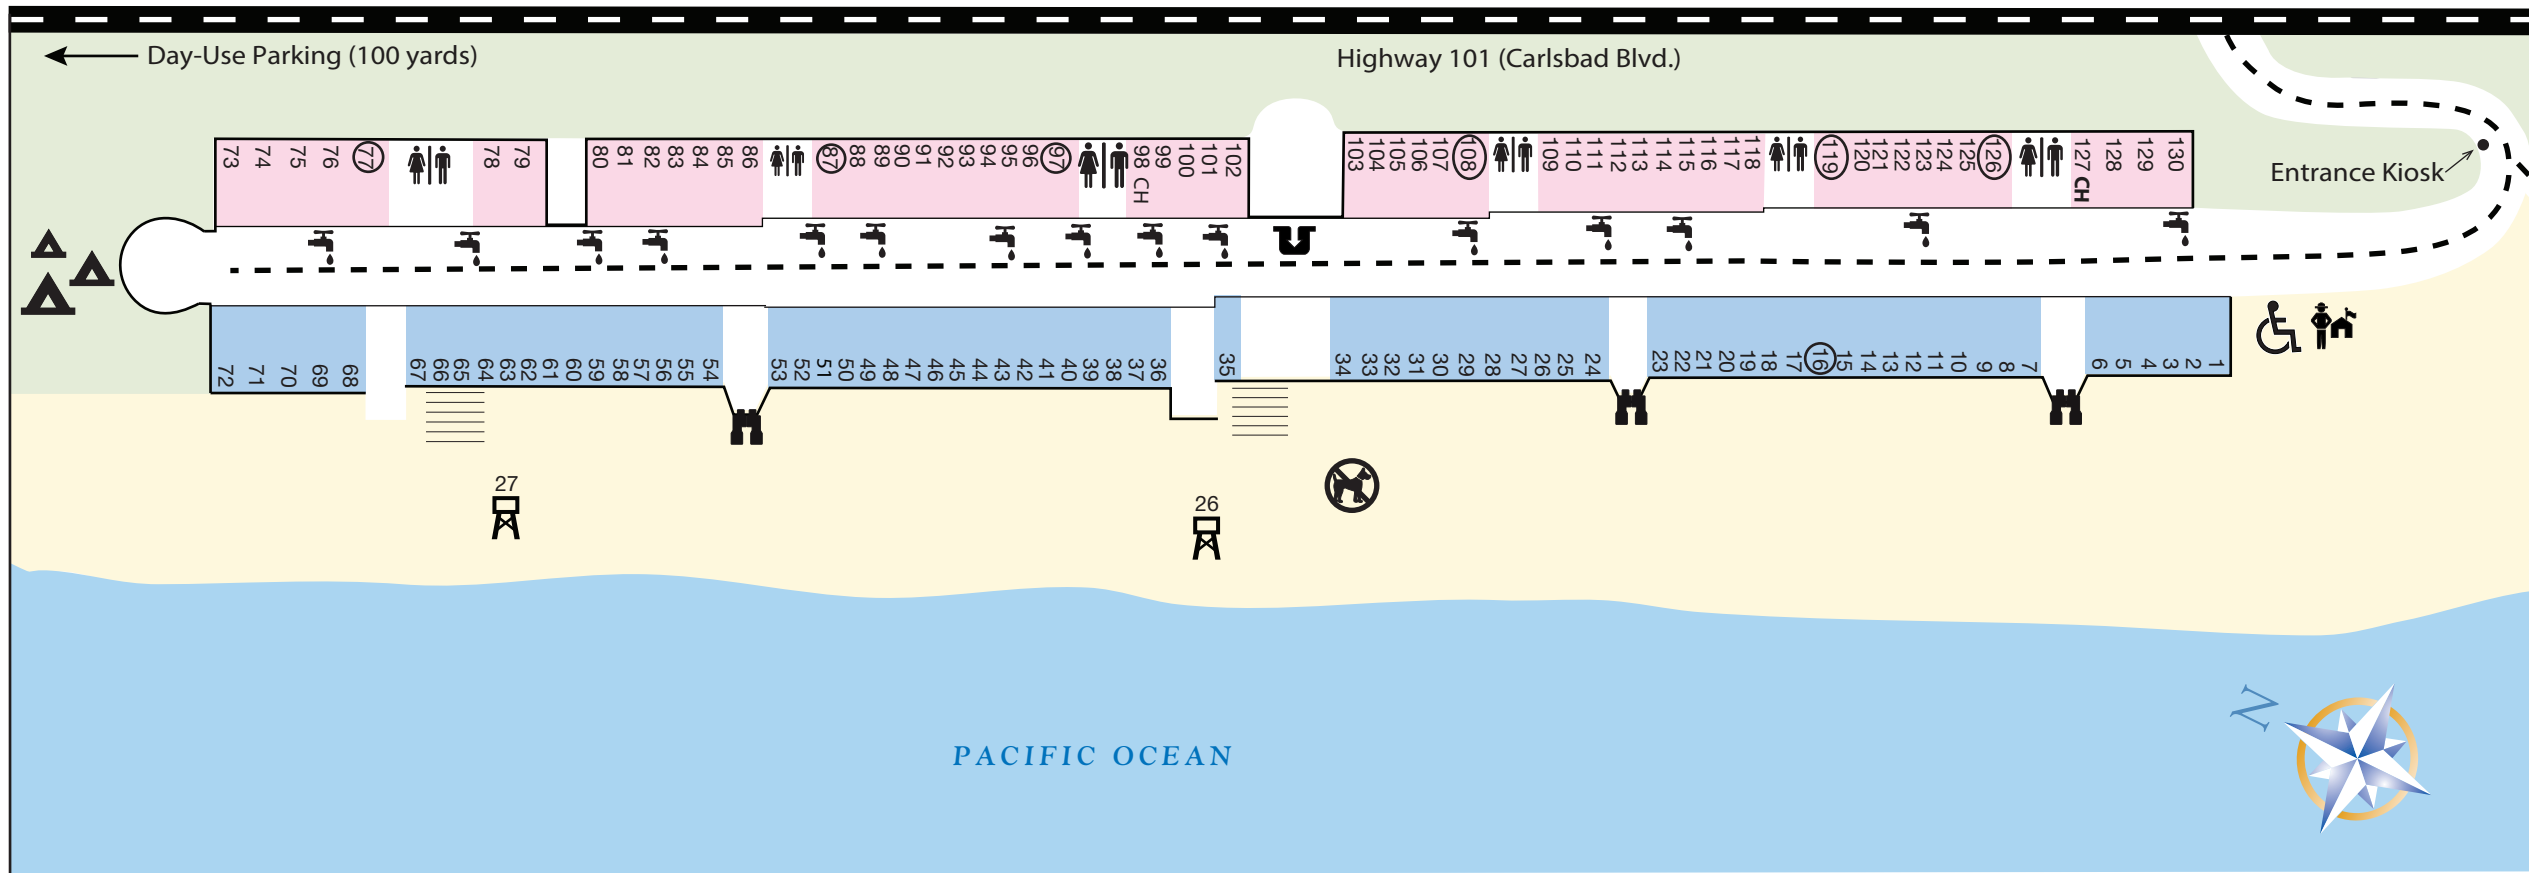 Day-Use Parking (100 yards)
Highway 101 (Carlsbad Blvd.)
Entrance Kiosk
73 74 75 76 77 78 79 80 81 82 83 84 85 86 87 88 89 90 91 92 93 94 95 96 97 98 CH 99 100 101 102 103 104 105 106 107 108 109 110 111 112 113 114 115 116 117 118 119 120 121 122 123 124 125 126 127 CH 128 129 130
72 71 70 69 68 67 66 65 64 63 62 61 60 59 58 57 56 55 54 53 52 51 50 49 48 47 46 45 44 43 42 41 40 39 38 37 36 35 34 33 32 31 30 29 28 27 26 25 24 23 22 21 20 19 18 17 16 15 14 13 12 11 10 9 8 7 6 5 4 3 2 1
27
26
N
PACIFIC OCEAN